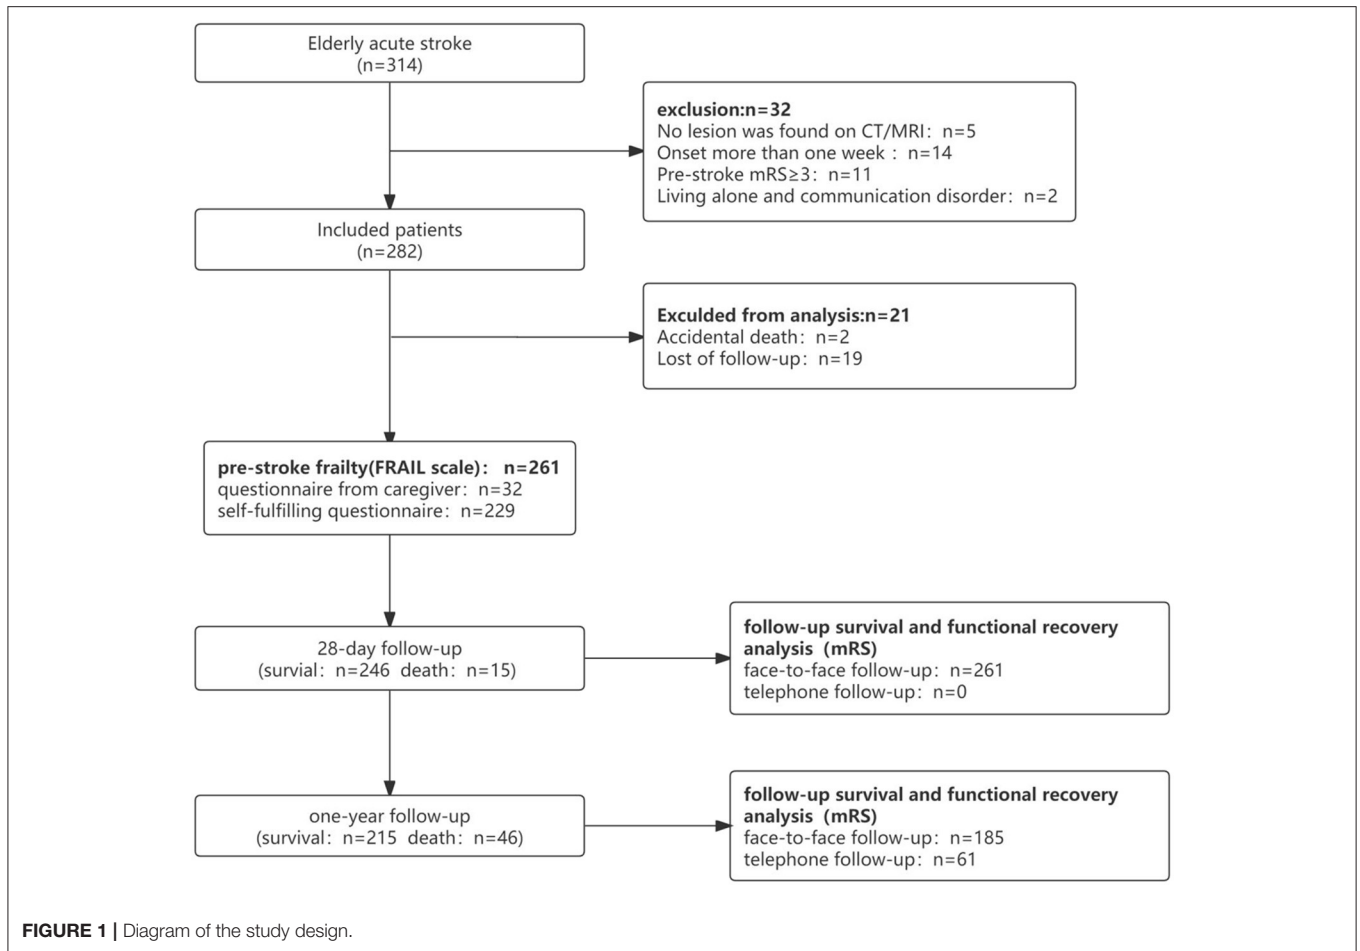 Elderly acute stroke
(n=314)
exclusion:n=32
No lesion was found on CT/MRI: n=5
Onset more than one week : n=14
Pre-stroke mRS≥3: n=11
Living alone and communication disorder: n=2
Included patients
(n=282)
Exculded from analysis:n=21
Accidental death: n=2
Lost of follow-up: n=19
pre-stroke frailty(FRAIL scale): n=261
questionnaire from caregiver: n=32
self-fulfilling questionnaire: n=229
28-day follow-up
(survial: n=246 death: n=15)
follow-up survival and functional recovery
analysis (mRS)
face-to-face follow-up: n=261
telephone follow-up: n=0
one-year follow-up
(survival: n=215 death: n=46)
follow-up survival and functional recovery
analysis (mRS)
face-to-face follow-up: n=185
telephone follow-up: n=61
FIGURE 1 | Diagram of the study design.